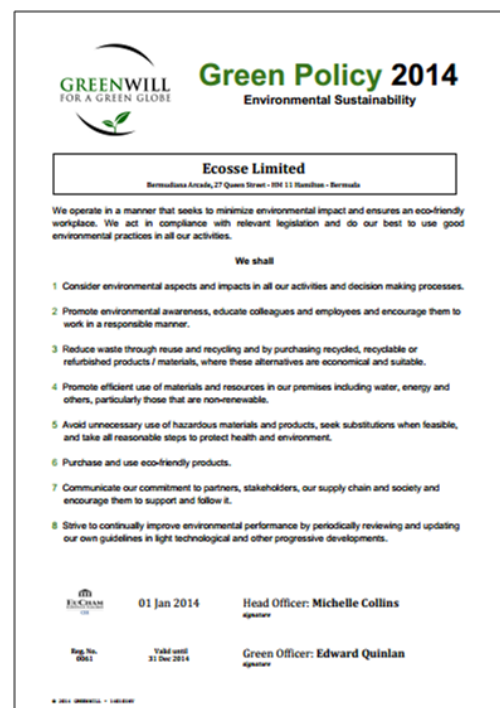 GREENWILL
FOR A GREEN GLOBE
Green Policy 2014
Environmental Sustainability
Ecosse Limited
Bermudiana Arcade, 27 Queen Street - HM 11 Hamilton - Bermuda
We operate in a manner that seeks to minimize environmental impact and ensures an eco-friendly
workplace. We act in compliance with relevant legislation and do our best to use good
environmental practices in all our activities.
We shall
1 Consider environmental aspects and impacts in all our activities and decision making processes.
2 Promote environmental awareness, educate colleagues and employees and encourage them to
work in a responsible manner.
3 Reduce waste through reuse and recycling and by purchasing recycled, recyclable or
refurbished products / materials, where these alternatives are economical and suitable.
4 Promote efficient use of materials and resources in our premises including water, energy and
others, particularly those that are non-renewable.
5 Avoid unnecessary use of hazardous materials and products, seek substitutions when feasible,
and take all reasonable steps to protect health and environment.
6 Purchase and use eco-friendly products.
7 Communicate our commitment to partners, stakeholders, our supply chain and society and
encourage them to support and follow it.
8 Strive to continually improve environmental performance by periodically reviewing and updating
our own guidelines in light technological and other progressive developments.
EuCham
01 Jan 2014
Head Officer: Michelle Collins
signature
Reg. No.
0061
Valid until
31 Dec 2014
Green Officer: Edward Quinlan
signature
© 2014 GREENWILL